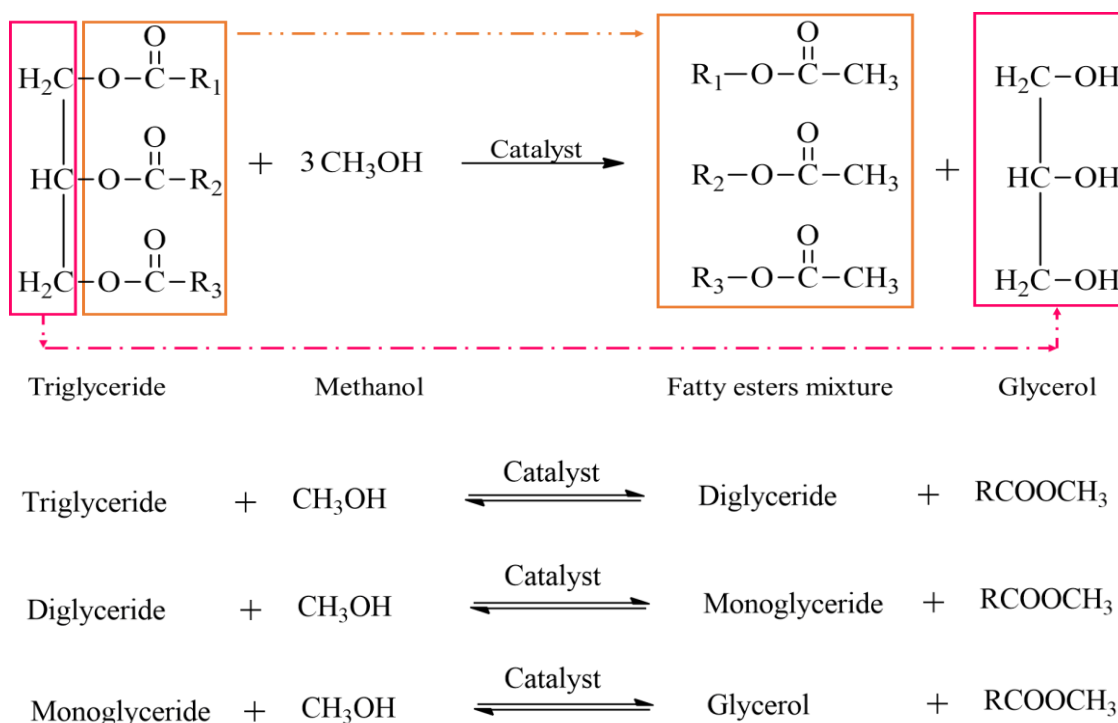 O O O
H₂C–O–C–R₁ R₁–O–C–CH₃ H₂C–OH
O O
HC–O–C–R₂ + 3 CH₃OH Catalyst R₂–O–C–CH₃ + HC–OH
O O
H₂C–O–C–R₃ R₃–O–C–CH₃ H₂C–OH
Triglyceride Methanol Fatty esters mixture Glycerol
Triglyceride + CH₃OH Catalyst Diglyceride + RCOOCH₃
Diglyceride + CH₃OH Catalyst Monoglyceride + RCOOCH₃
Monoglyceride + CH₃OH Catalyst Glycerol + RCOOCH₃